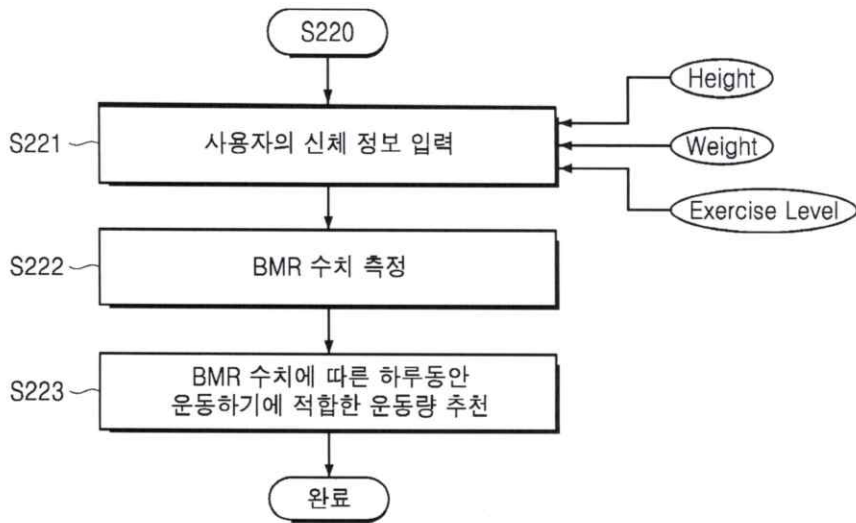 S220
Height
S221
사용자의 신체 정보 입력
Weight
Exercise Level
S222
BMR 수치 측정
S223
BMR 수치에 따른 하루동안
운동하기에 적합한 운동량 추천
완료